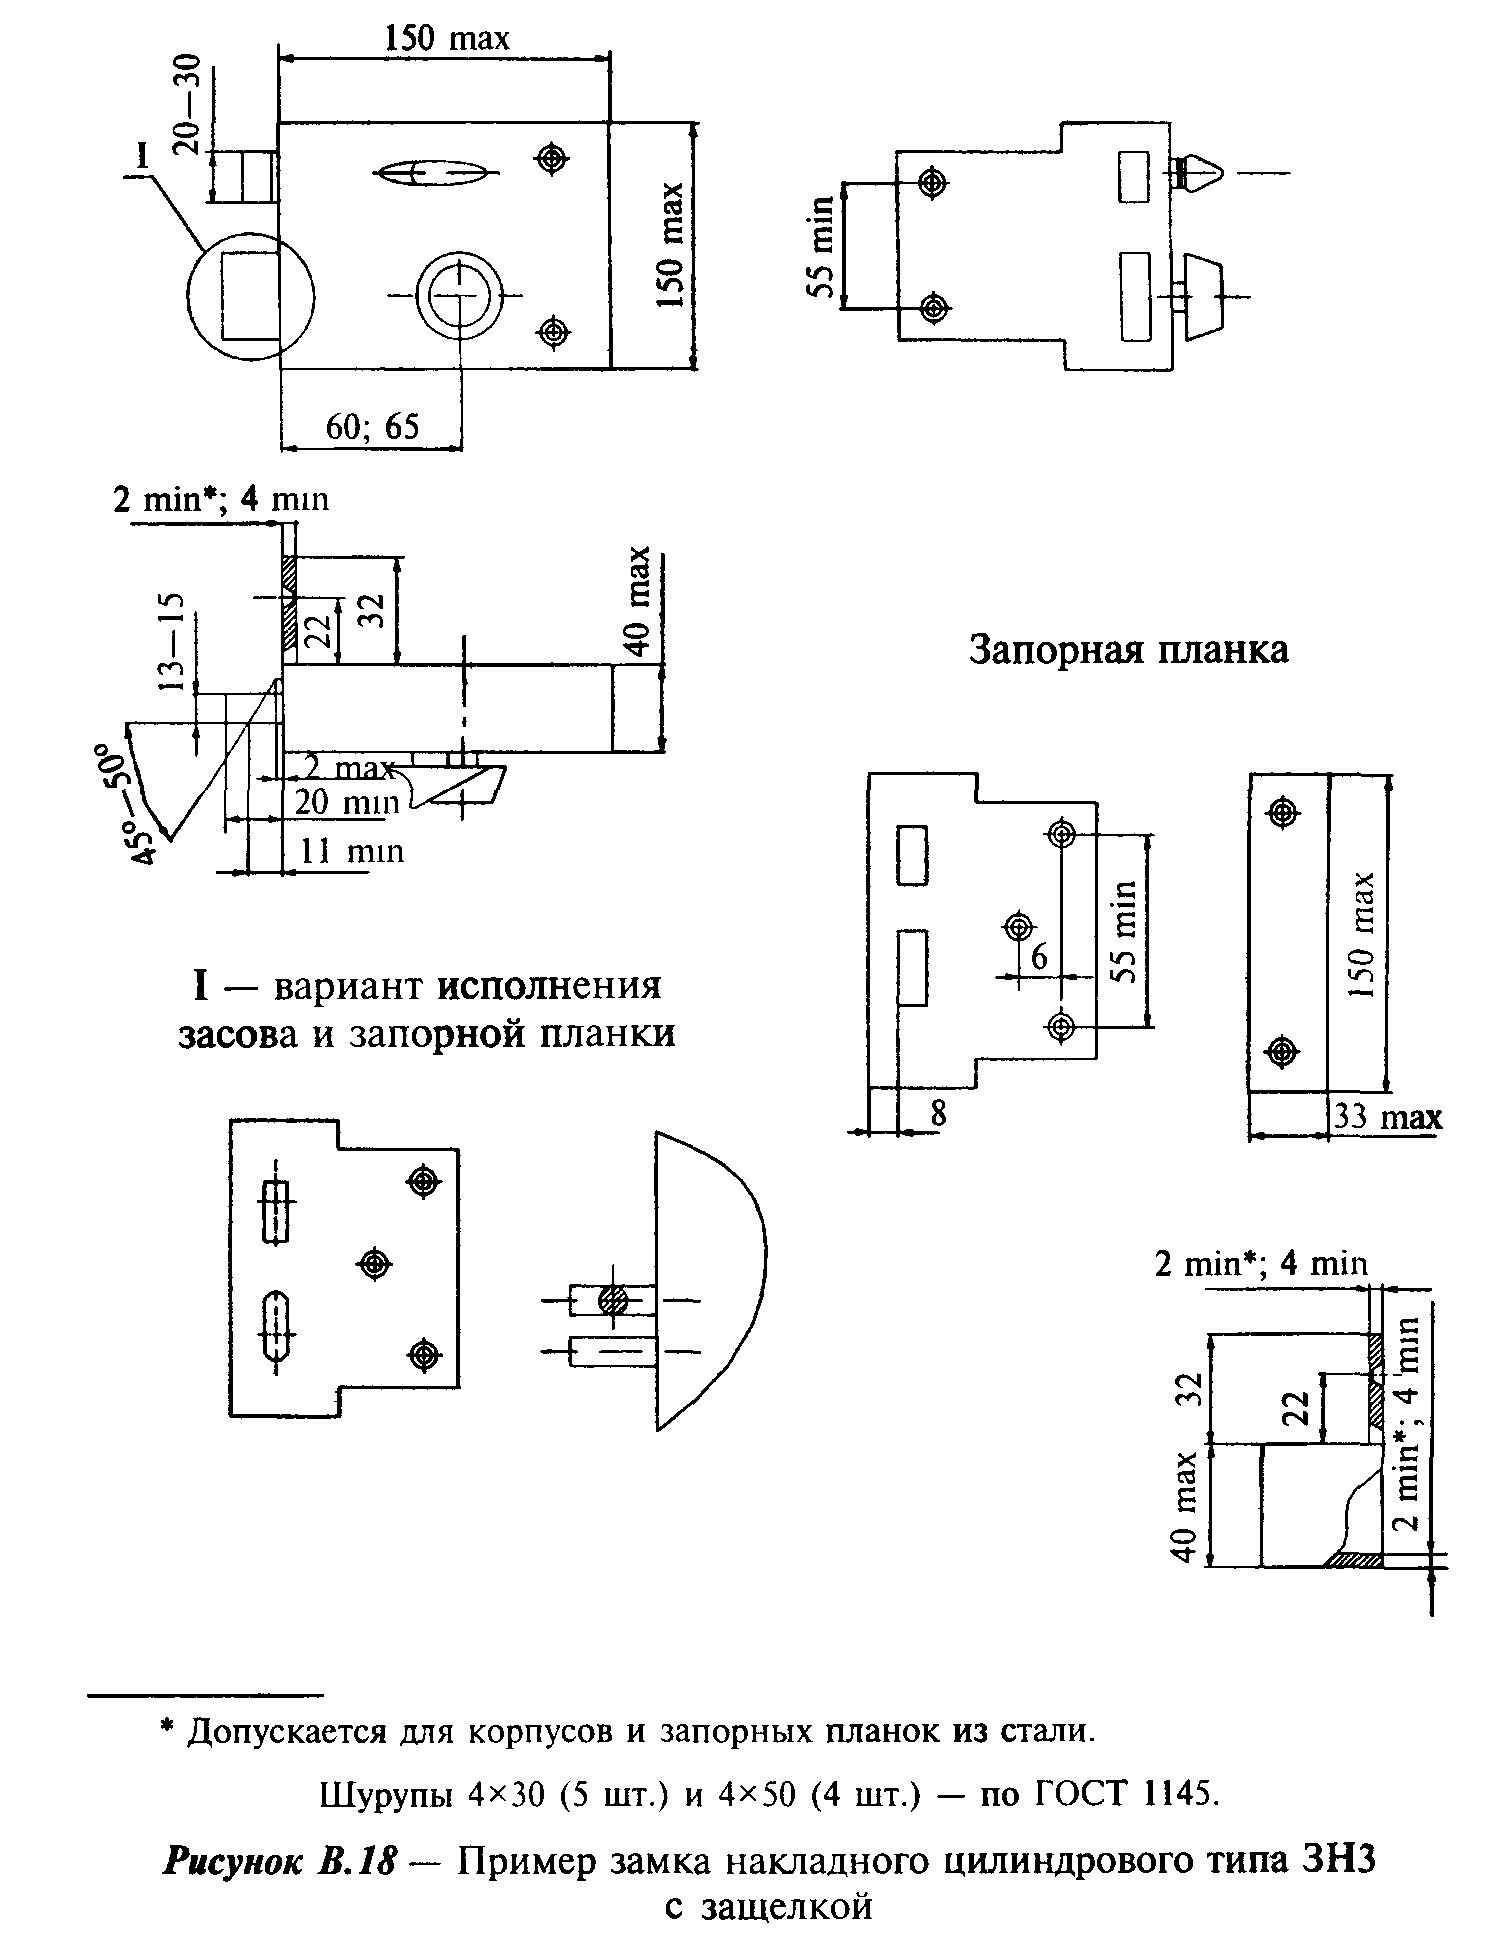 150 max
20—30
I
150 max
55 min
60; 65
2 min*; 4 min
13—15
22
32
40 max
45°—50°
2 max
20 min
11 min
Запорная планка
55 min
6
8
150 max
33 max
I — вариант исполнения
засова и запорной планки
2 min*; 4 min
32
22
40 max
2 min*; 4 min
* Допускается для корпусов и запорных планок из стали.
Шурупы 4×30 (5 шт.) и 4×50 (4 шт.) — по ГОСТ 1145.
Рисунок В.18 — Пример замка накладного цилиндрового типа ЗН3
с защелкой